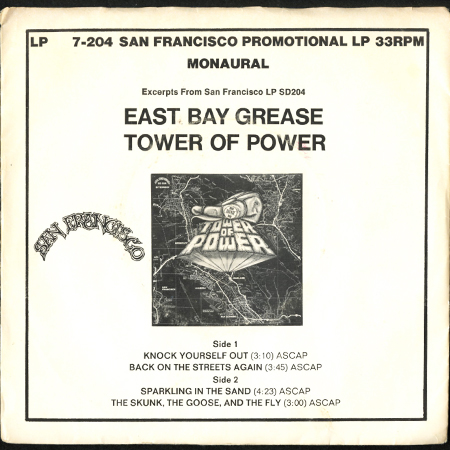 LP 7-204 SAN FRANCISCO PROMOTIONAL LP 33RPM
MONAURAL
Excerpts From San Francisco LP SD204
EAST BAY GREASE
TOWER OF POWER
TOWER
OF
POWER
SAN FRANCISCO
Side 1
KNOCK YOURSELF OUT (3:10) ASCAP
BACK ON THE STREETS AGAIN (3:45) ASCAP
Side 2
SPARKLING IN THE SAND (4:23) ASCAP
THE SKUNK, THE GOOSE, AND THE FLY (3:00) ASCAP